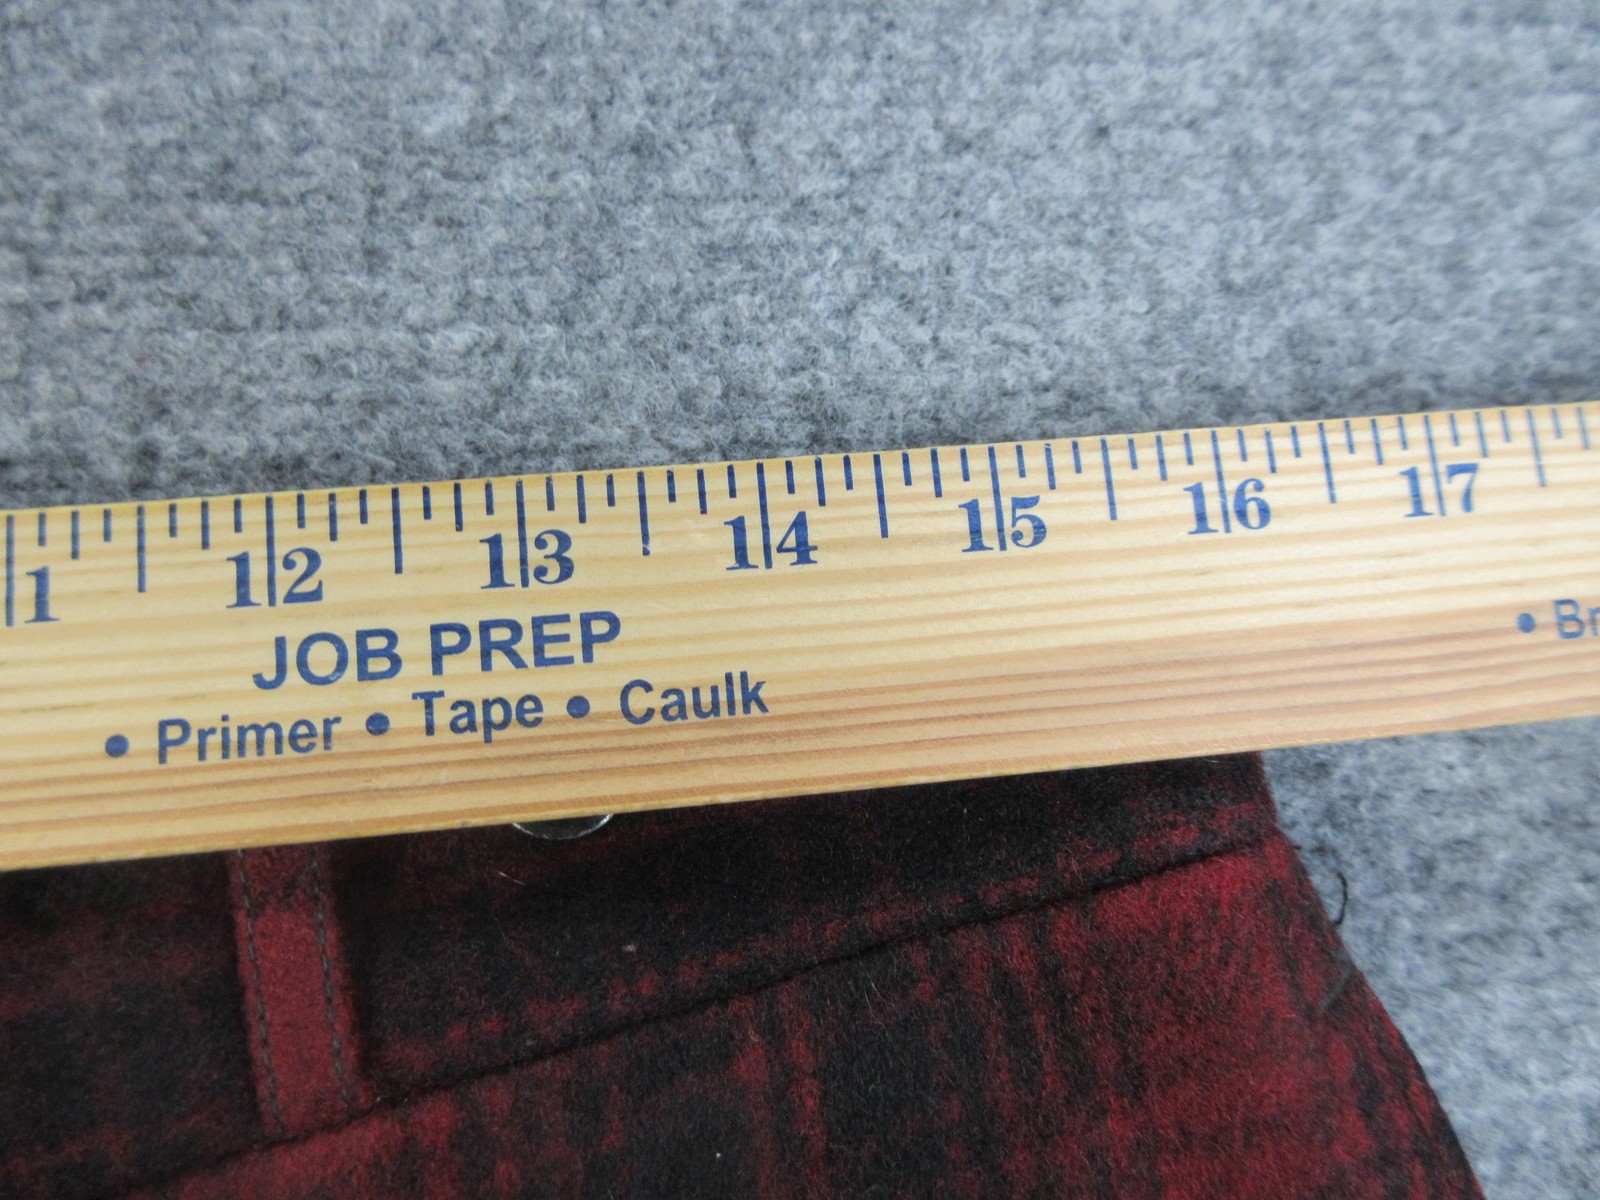 11 12 13 14 15 16 17
JOB PREP
• Primer • Tape • Caulk
•